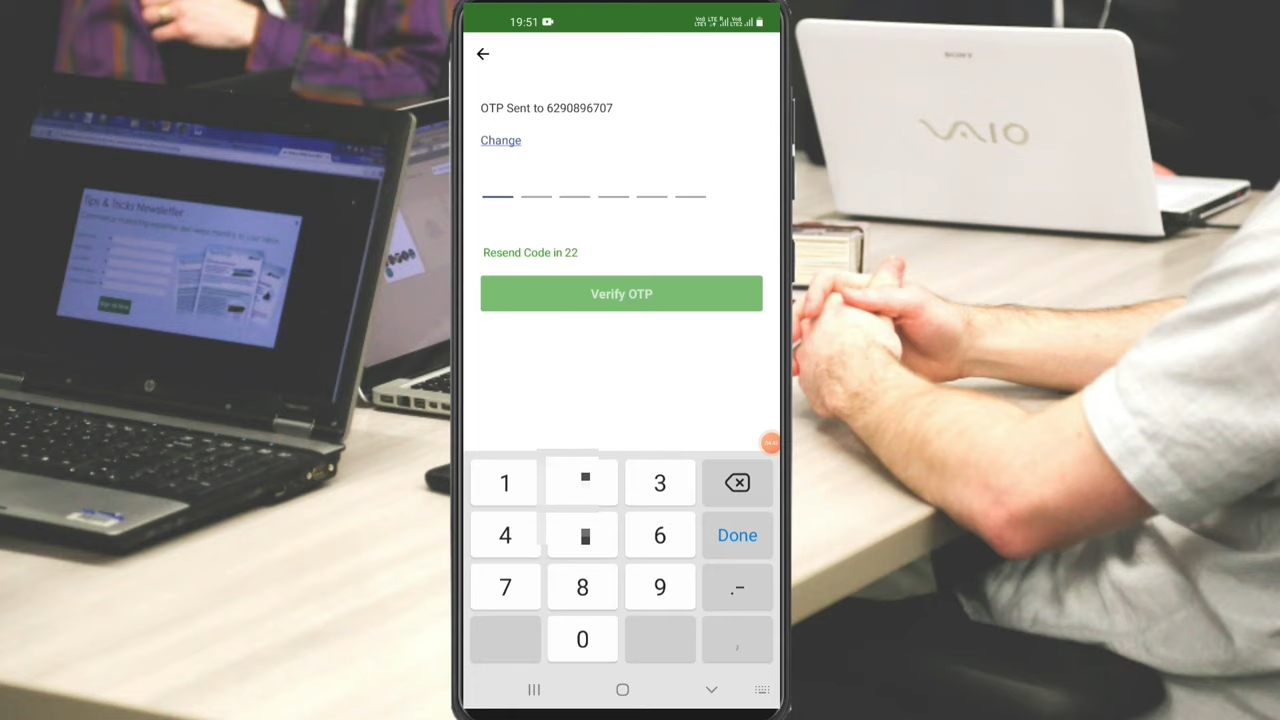 19:51
OTP Sent to 6290896707
Change
Resend Code in 22
Verify OTP
1 3
4 6 Done
7 8 9 .-
0 ,
Tips & Tricks Newsletter
SONY
VAIO